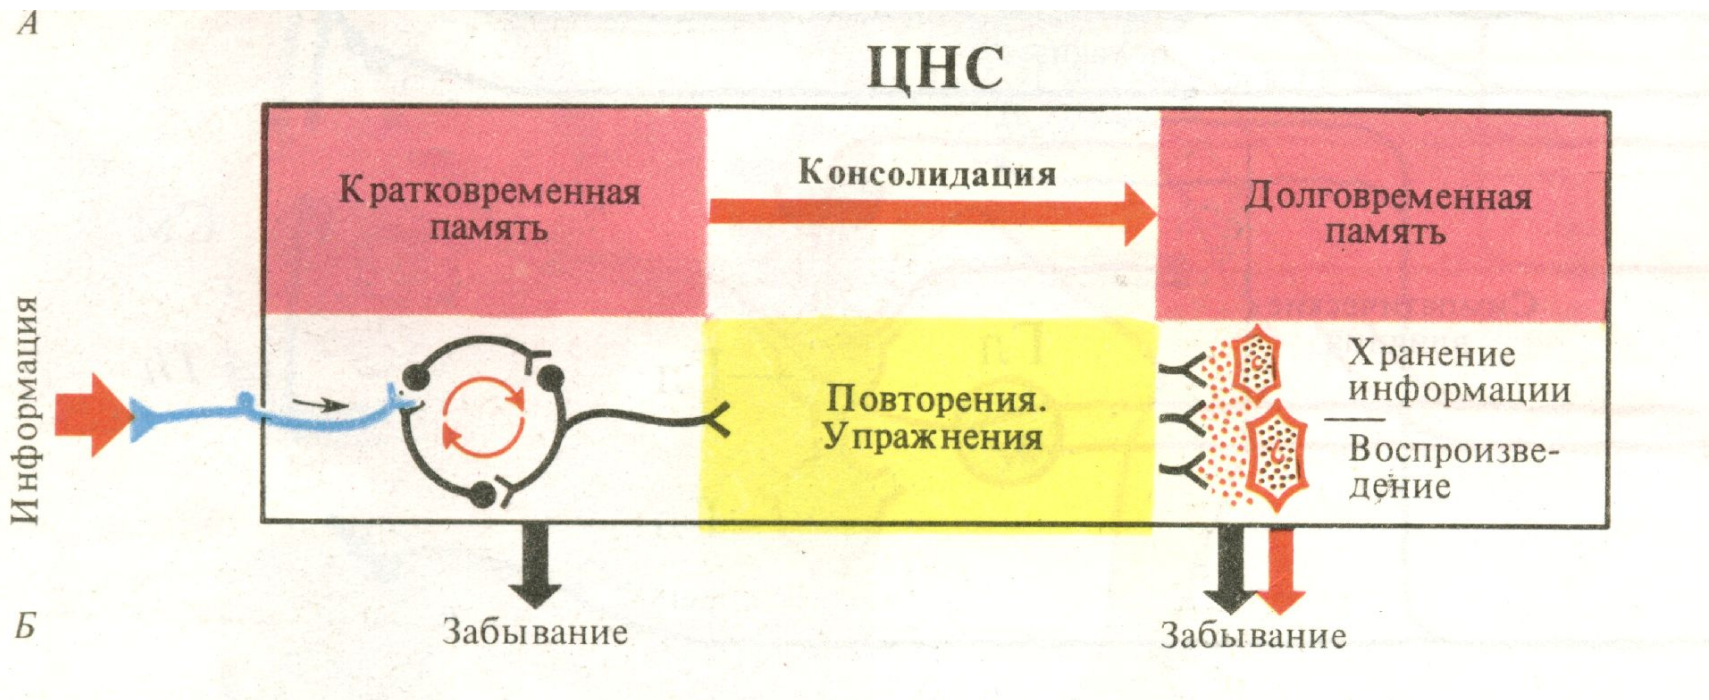 А
ЦНС
Кратковременная
память
Консолидация
Долговременная
память
Информация
Повторения.
Упражнения
Хранение
информации
Воспроизве-
дение
Забывание
Забывание
Б